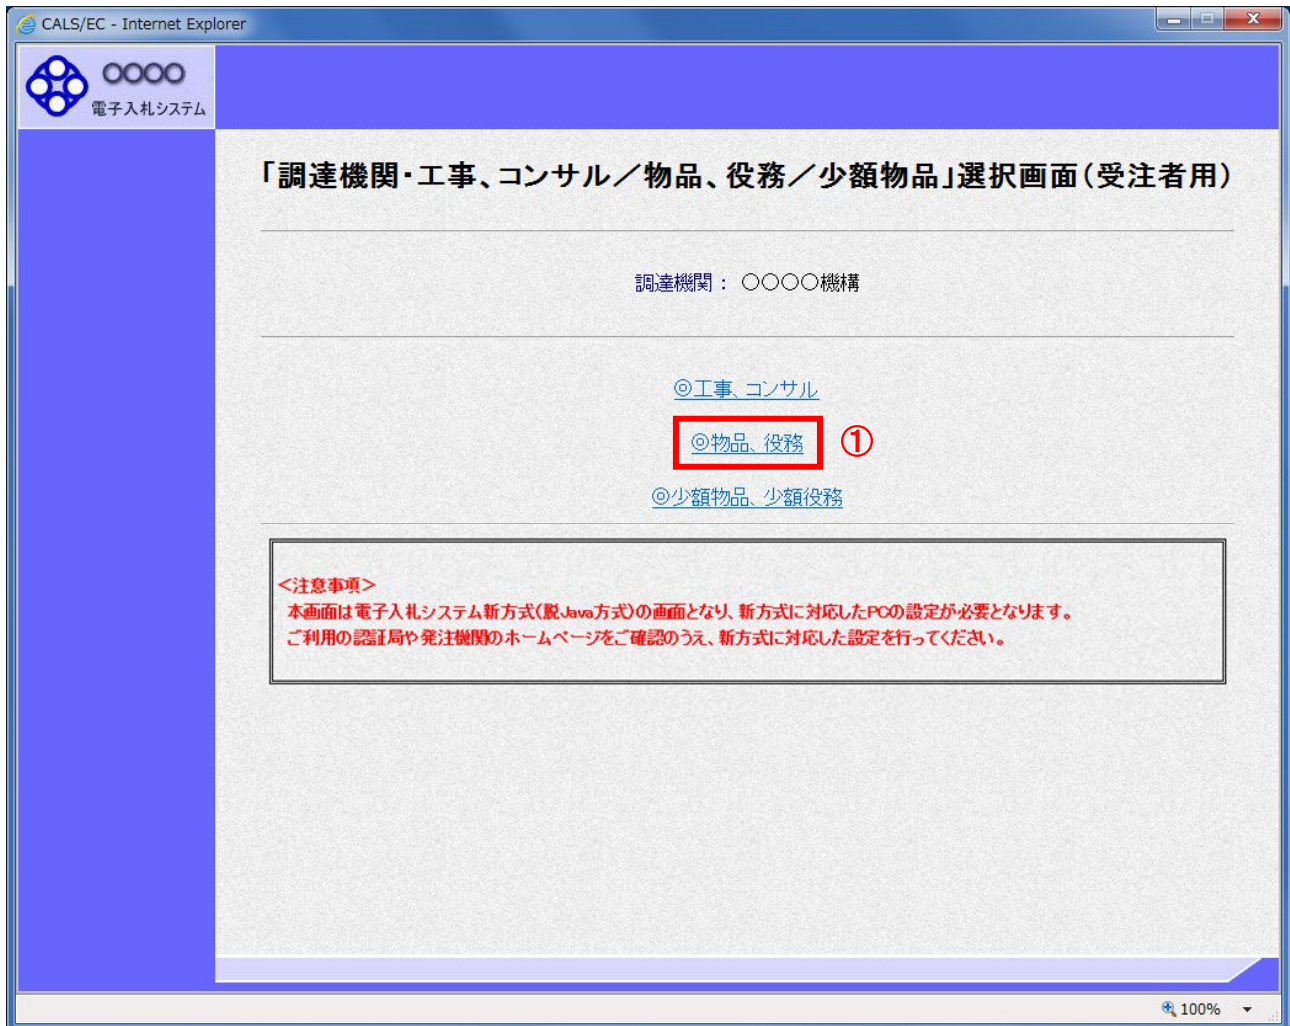 CALS/EC - Internet Explorer
○○○○
電子入札システム
「調達機関・工事、コンサル／物品、役務／少額物品」選択画面（受注者用）
調達機関： ○○○○機構
◎工事、コンサル
◎物品、役務 ①
◎少額物品、少額役務
＜注意事項＞
本画面は電子入札システム新方式(脱Java方式)の画面となり、新方式に対応したPCの設定が必要となります。
ご利用の認証局や発注機関のホームページをご確認のうえ、新方式に対応した設定を行ってください。
100%